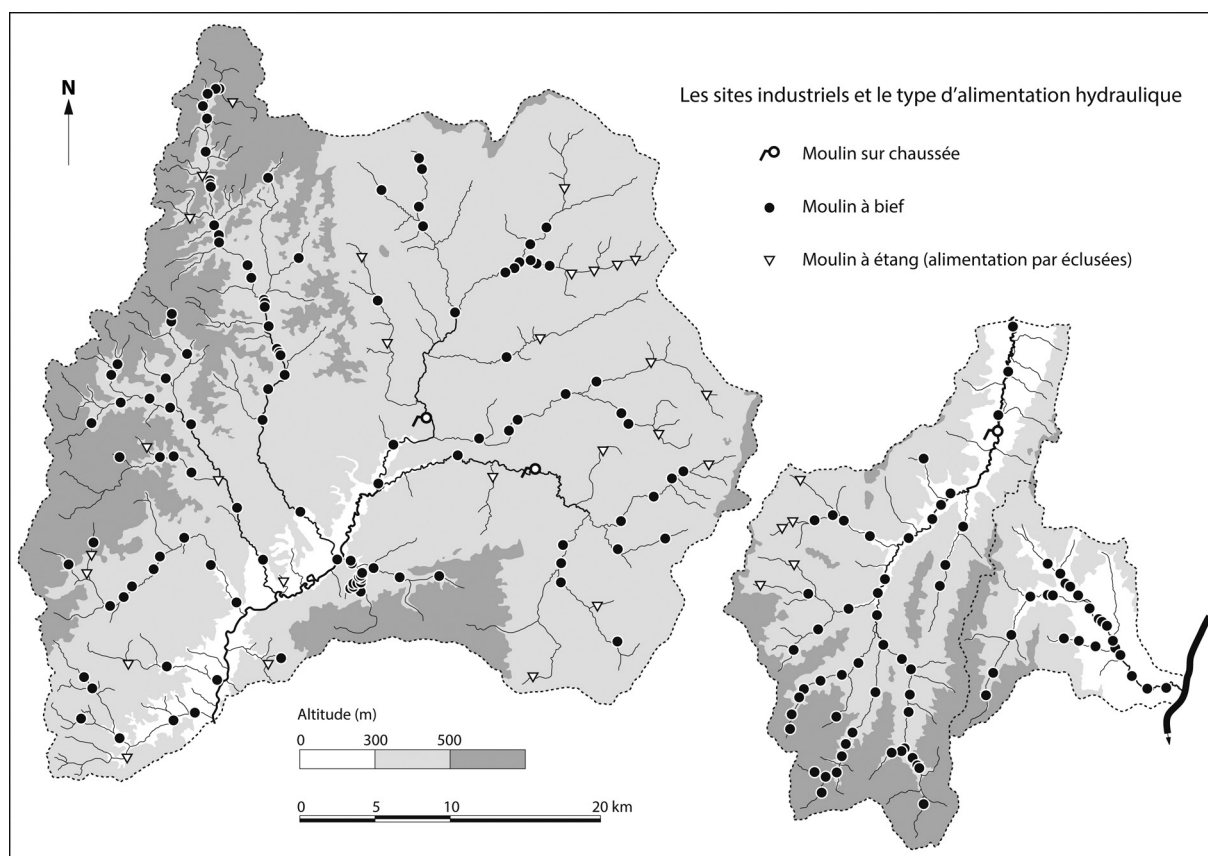 N
Les sites industriels et le type d’alimentation hydraulique
Moulin sur chaussée
Moulin à bief
Moulin à étang (alimentation par éclusées)
Altitude (m)
0 300 500
0 5 10 20 km